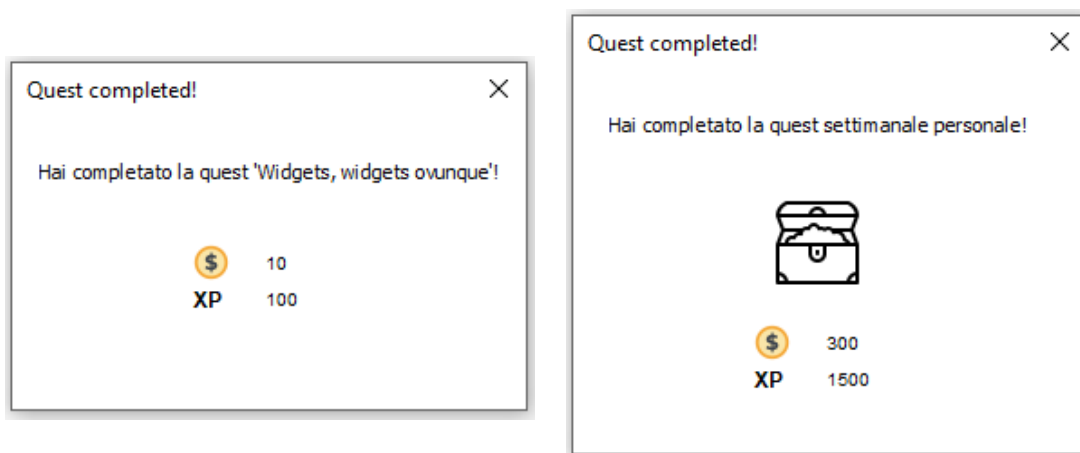 Quest completed!
Hai completato la quest 'Widgets, widgets ovunque'!
$ 10
XP 100
Quest completed!
Hai completato la quest settimanale personale!
$ 300
XP 1500